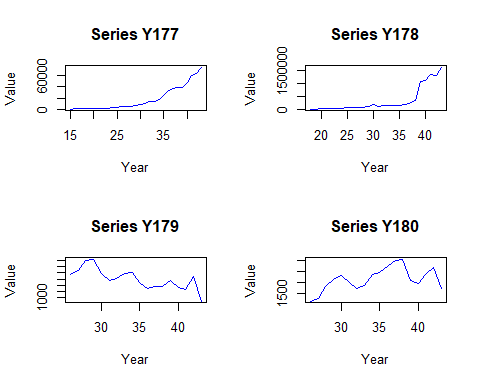 Series Y177
Value
0
60000
15
25
35
Year
Series Y178
Value
0
1500000
20
25
30
35
40
Year
Series Y179
Value
1000
30
35
40
Year
Series Y180
Value
1500
30
35
40
Year